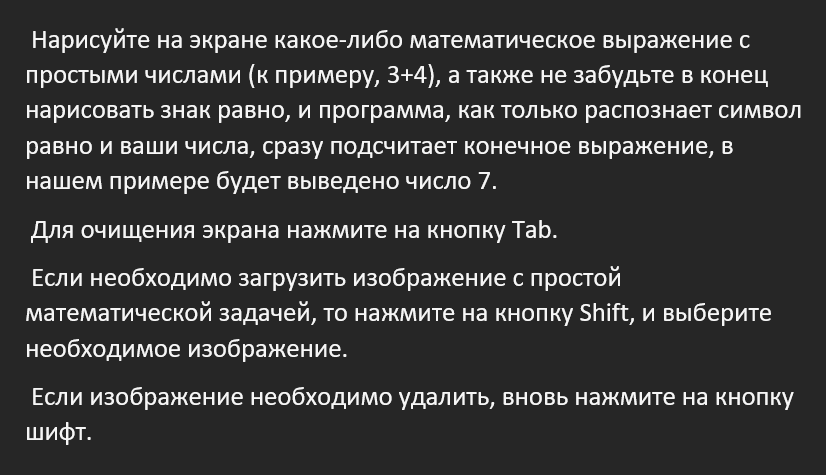 Нарисуйте на экране какое-либо математическое выражение с
простыми числами (к примеру, 3+4), а также не забудьте в конец
нарисовать знак равно, и программа, как только распознает символ
равно и ваши числа, сразу подсчитает конечное выражение, в
нашем примере будет выведено число 7.
Для очищения экрана нажмите на кнопку Tab.
Если необходимо загрузить изображение с простой
математической задачей, то нажмите на кнопку Shift, и выберите
необходимое изображение.
Если изображение необходимо удалить, вновь нажмите на кнопку
шифт.